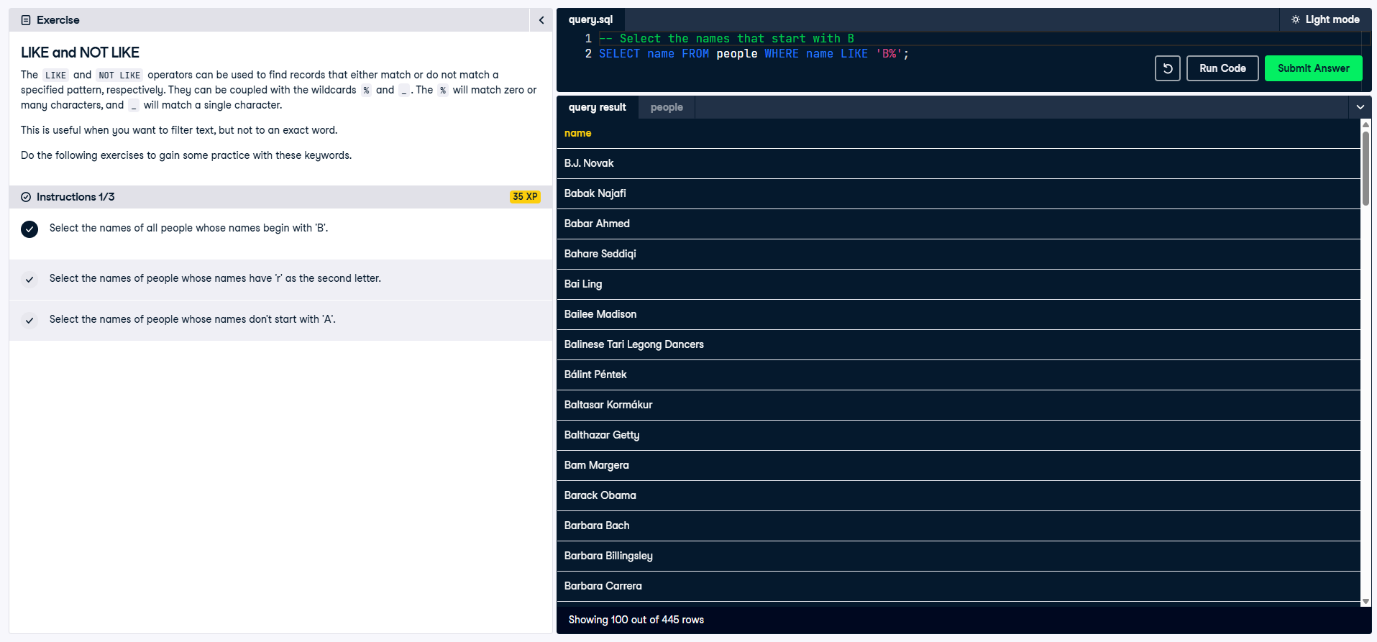 Exercise
LIKE and NOT LIKE
The LIKE and NOT LIKE operators can be used to find records that either match or do not match a
specified pattern, respectively. They can be coupled with the wildcards % and _. The % will match zero or
many characters, and _ will match a single character.
This is useful when you want to filter text, but not to an exact word.
Do the following exercises to gain some practice with these keywords.
Instructions 1/3
35 XP
Select the names of all people whose names begin with 'B'.
Select the names of people whose names have 'r' as the second letter.
Select the names of people whose names don't start with 'A'.
query.sql
Light mode
1 -- Select the names that start with B
2 SELECT name FROM people WHERE name LIKE 'B%';
Run Code
Submit Answer
query result
people
name
B.J. Novak
Babak Najafi
Babar Ahmed
Bahare Seddiqi
Bai Ling
Bailee Madison
Balinese Tari Legong Dancers
Bálint Péntek
Baltasar Kormákur
Balthazar Getty
Bam Margera
Barack Obama
Barbara Bach
Barbara Billingsley
Barbara Carrera
Showing 100 out of 445 rows